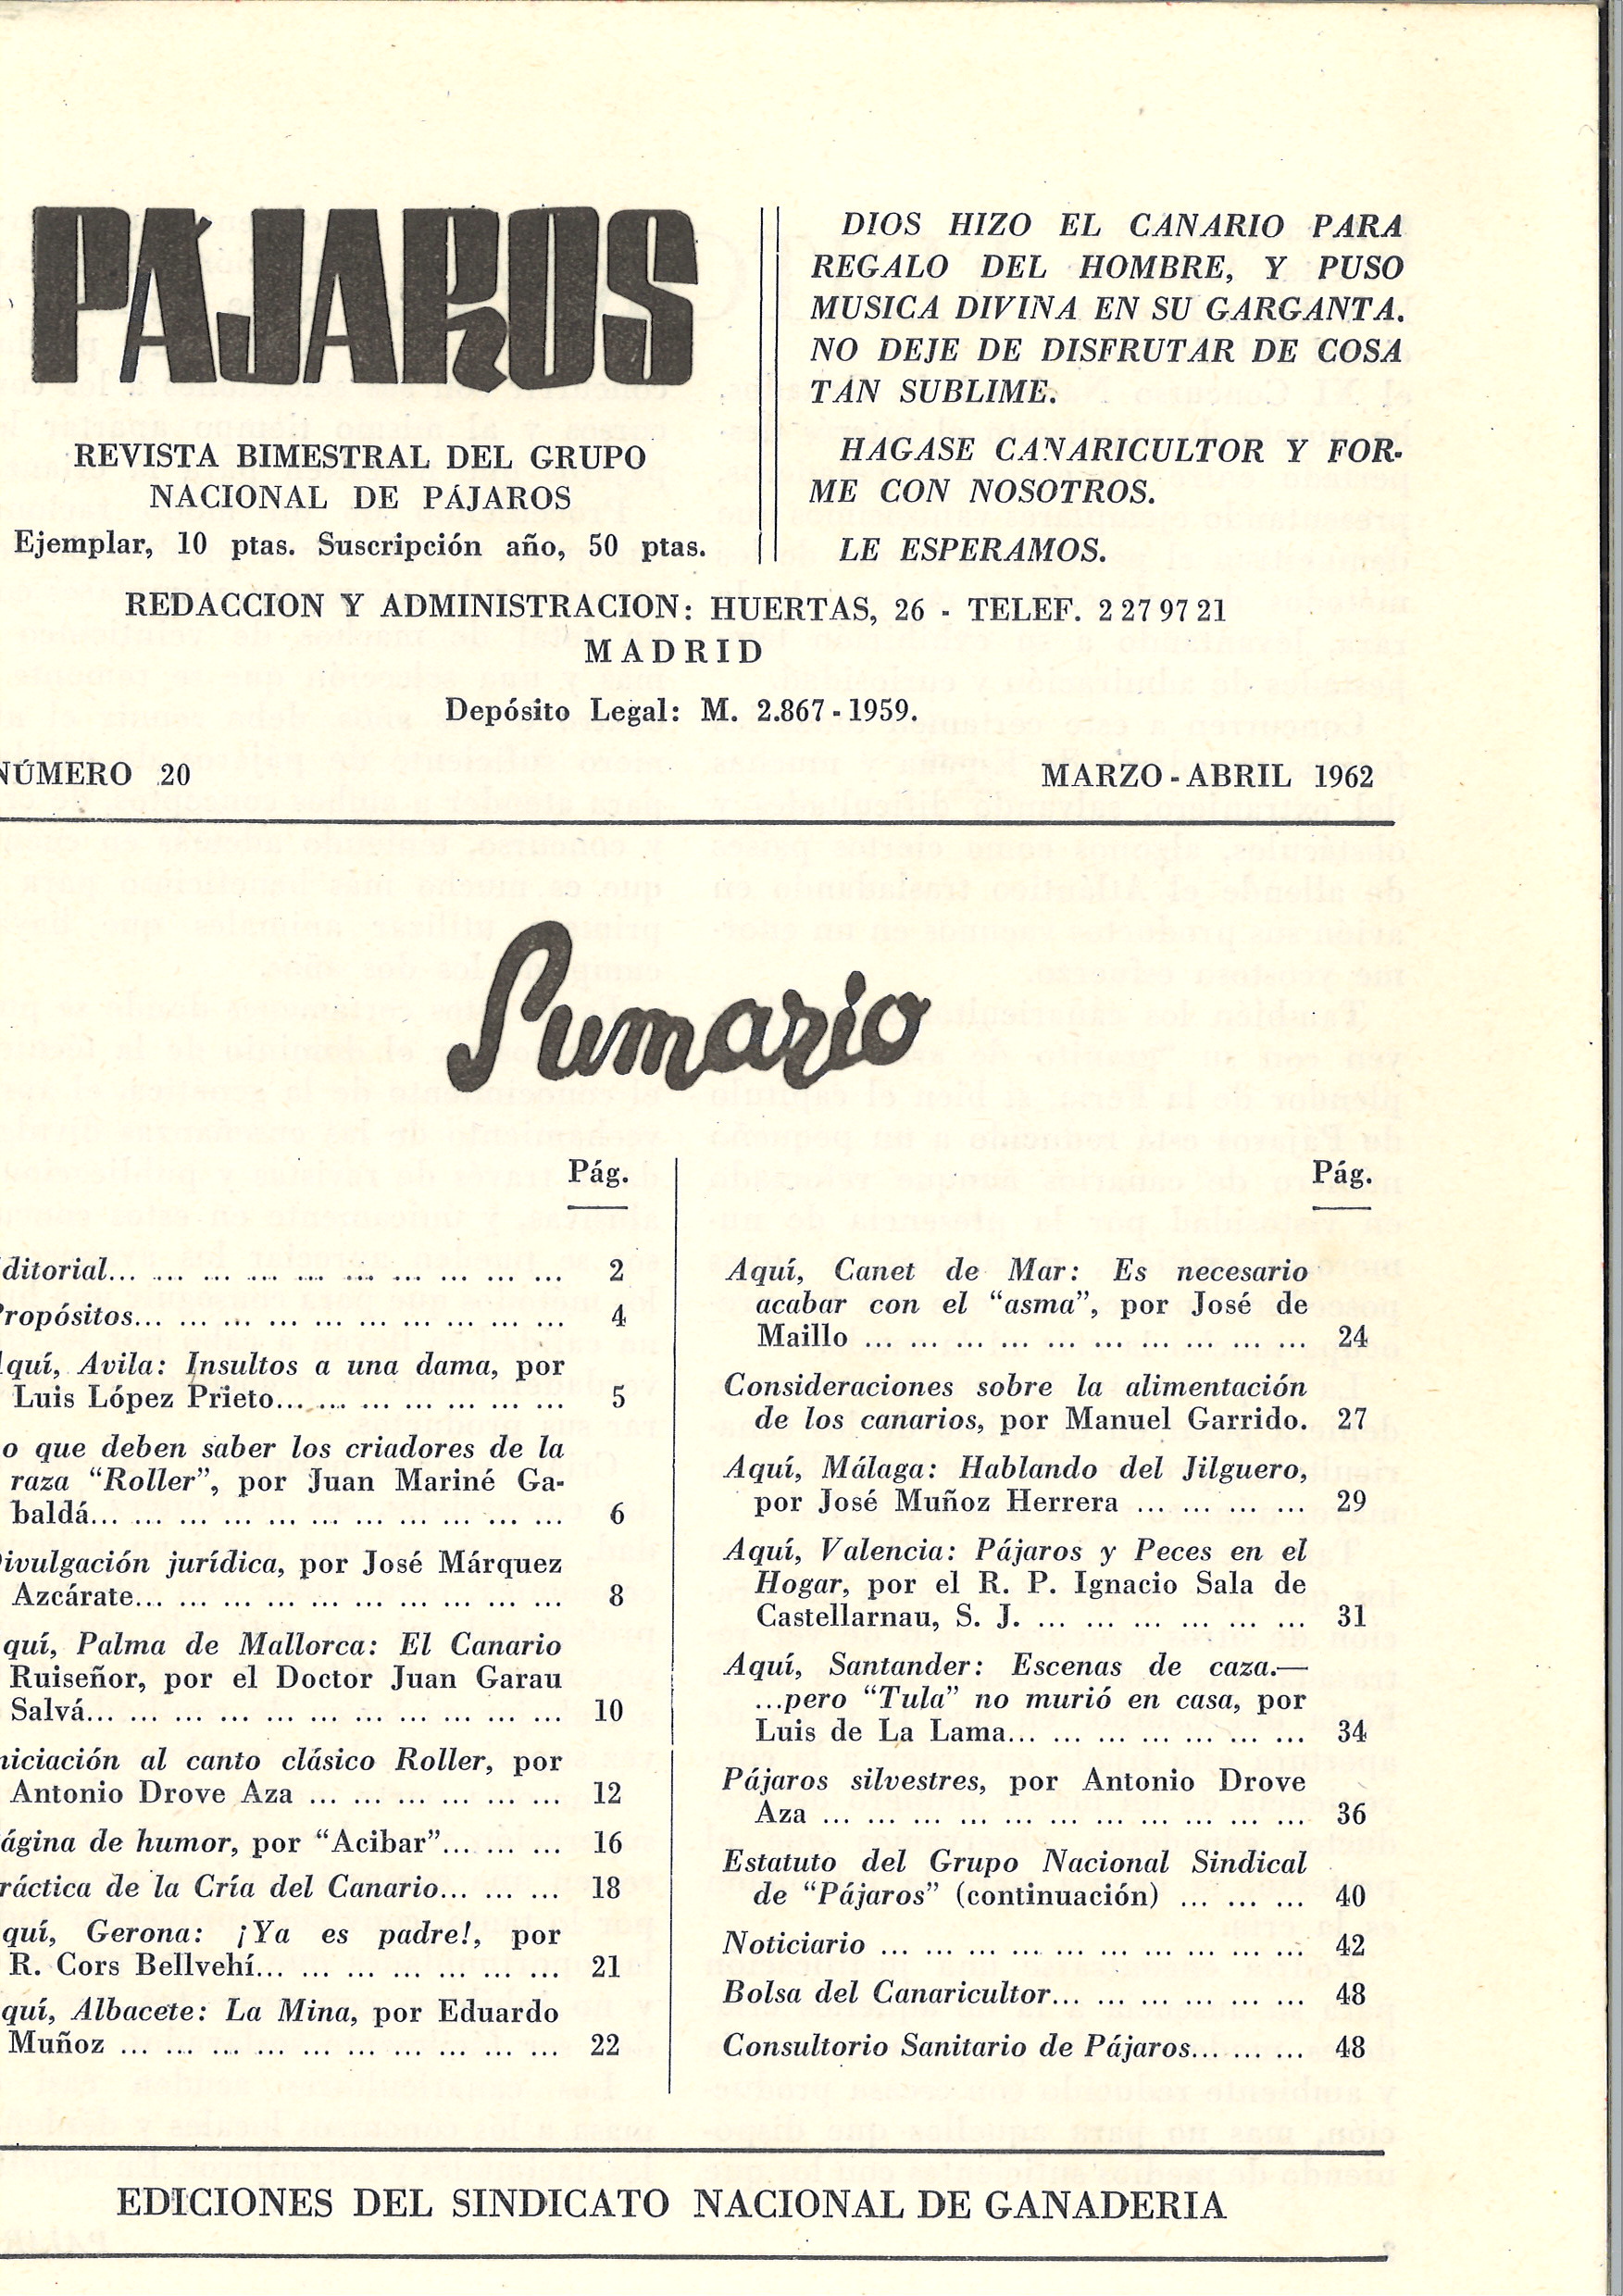 PÁJAROS
REVISTA BIMESTRAL DEL GRUPO
NACIONAL DE PÁJAROS
Ejemplar, 10 ptas. Suscripción año, 50 ptas.
DIOS HIZO EL CANARIO PARA
REGALO DEL HOMBRE, Y PUSO
MUSICA DIVINA EN SU GARGANTA.
NO DEJE DE DISFRUTAR DE COSA
TAN SUBLIME.
HAGASE CANARICULTOR Y FOR-
ME CON NOSOTROS.
LE ESPERAMOS.
REDACCION Y ADMINISTRACION: HUERTAS, 26 - TELEF. 2 27 97 21
MADRID
Depósito Legal: M. 2.867 - 1959.
NÚMERO 20
MARZO - ABRIL 1962
Sumario
Pág.
ditorial... ... ... ... ... ... ... ... ... ... ... 2
ropósitos... ... ... ... ... ... ... ... ... ... 4
quí, Avila: Insultos a una dama, por
Luis López Prieto... ... ... ... ... ... ... 5
o que deben saber los criadores de la
raza “Roller”, por Juan Mariné Ga-
baldá... ... ... ... ... ... ... ... ... ... ... 6
ivulgación jurídica, por José Márquez
Azcárate... ... ... ... ... ... ... ... ... ... 8
quí, Palma de Mallorca: El Canario
Ruiseñor, por el Doctor Juan Garau
Salvá... ... ... ... ... ... ... ... ... ... ... 10
niciación al canto clásico Roller, por
Antonio Drove Aza ... ... ... ... ... ... 12
ágina de humor, por “Acibar”... ... ... 16
ráctica de la Cría del Canario... ... ... 18
quí, Gerona: ¡Ya es padre!, por
R. Cors Bellvehí... ... ... ... ... ... ... 21
quí, Albacete: La Mina, por Eduardo
Muñoz ... ... ... ... ... ... ... ... ... ... 22
Pág.
Aquí, Canet de Mar: Es necesario
acabar con el “asma”, por José de
Maillo ... ... ... ... ... ... ... ... ... ... 24
Consideraciones sobre la alimentación
de los canarios, por Manuel Garrido. 27
Aquí, Málaga: Hablando del Jilguero,
por José Muñoz Herrera ... ... ... ... 29
Aquí, Valencia: Pájaros y Peces en el
Hogar, por el R. P. Ignacio Sala de
Castellarnau, S. J. ... ... ... ... ... ... 31
Aquí, Santander: Escenas de caza.—
...pero “Tula” no murió en casa, por
Luis de La Lama... ... ... ... ... ... ... 34
Pájaros silvestres, por Antonio Drove
Aza ... ... ... ... ... ... ... ... ... ... ... 36
Estatuto del Grupo Nacional Sindical
de “Pájaros” (continuación) ... ... ... 40
Noticiario ... ... ... ... ... ... ... ... ... ... 42
Bolsa del Canaricultor... ... ... ... ... ... 48
Consultorio Sanitario de Pájaros... ... ... 48
EDICIONES DEL SINDICATO NACIONAL DE GANADERIA